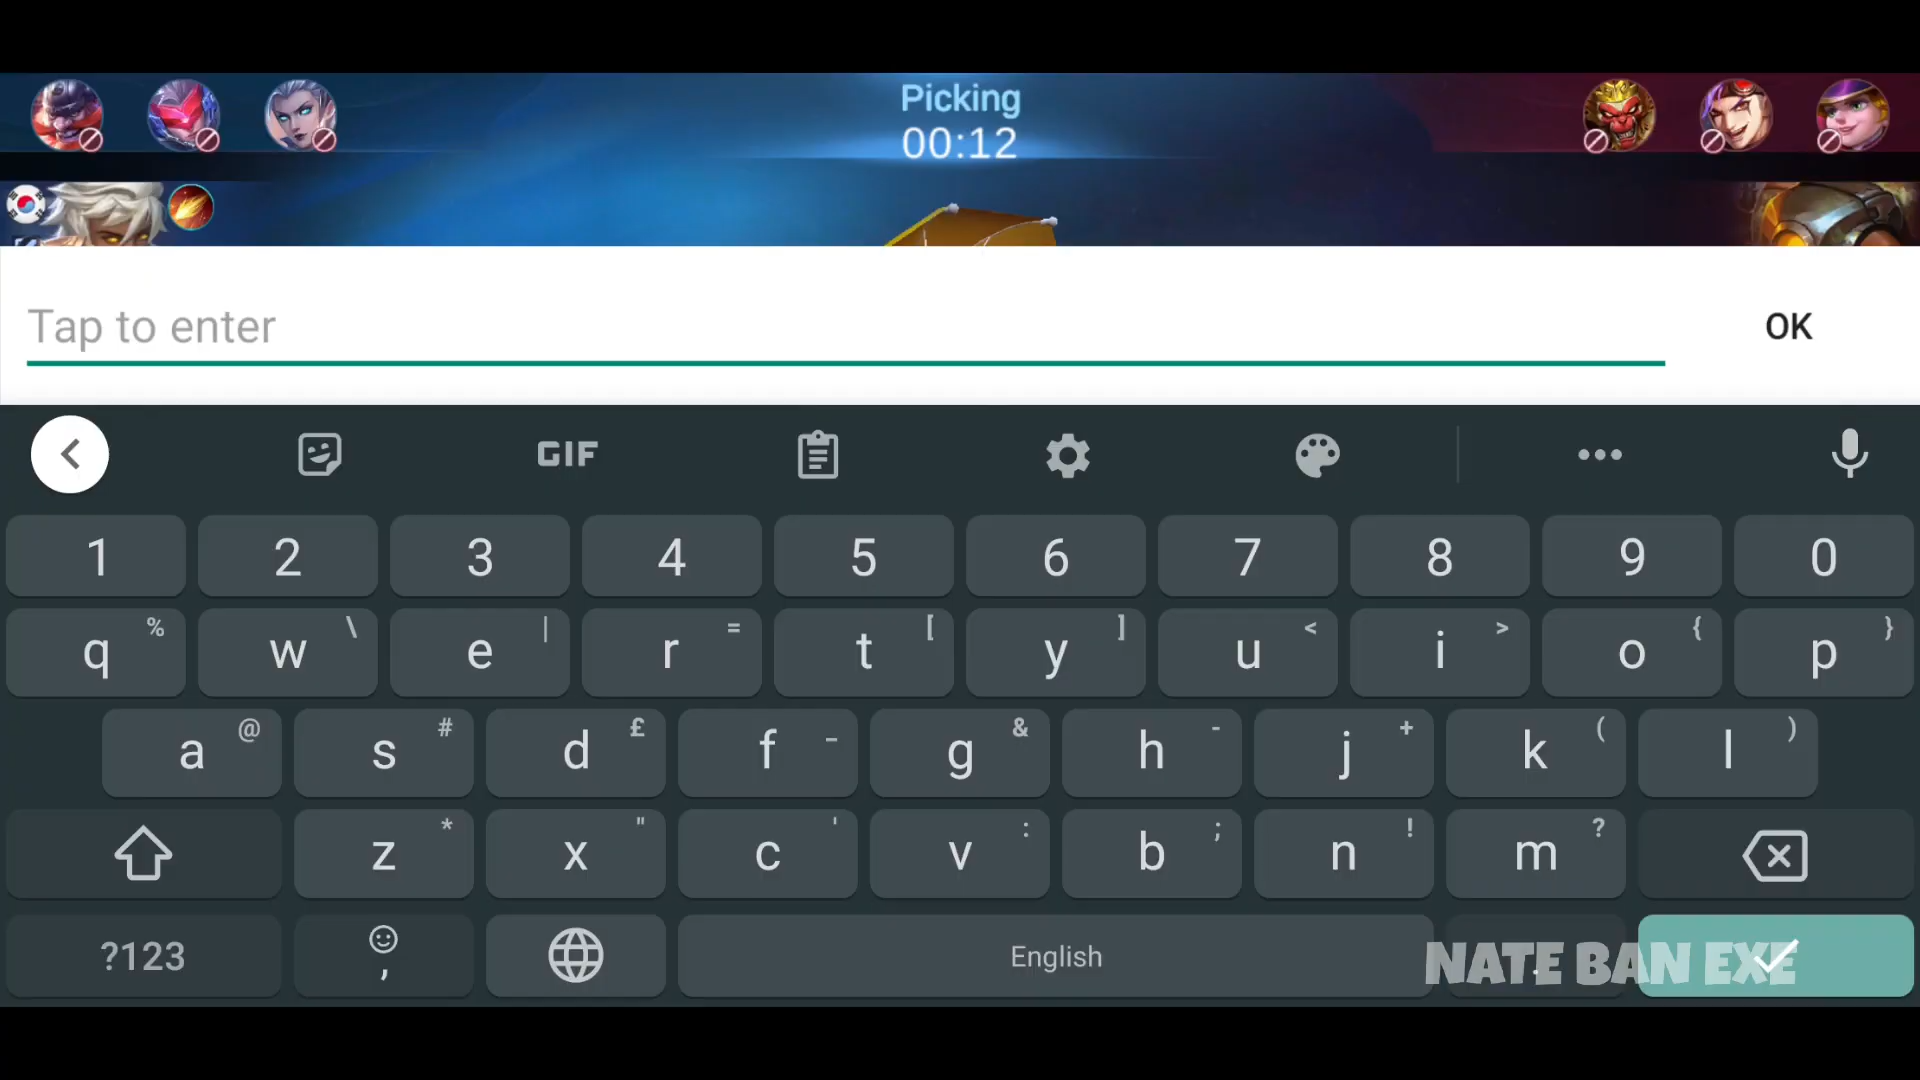 Picking
00:12
Tap to enter
OK
GIF
1 2 3 4 5 6 7 8 9 0
q % w \ e | r = t [ y ] u < i > o { p }
a @ s # d £ f _ g & h - j + k ( l )
z * x " c ' v : b ; n ! m ?
?123 , English .
NATE BAN EXE